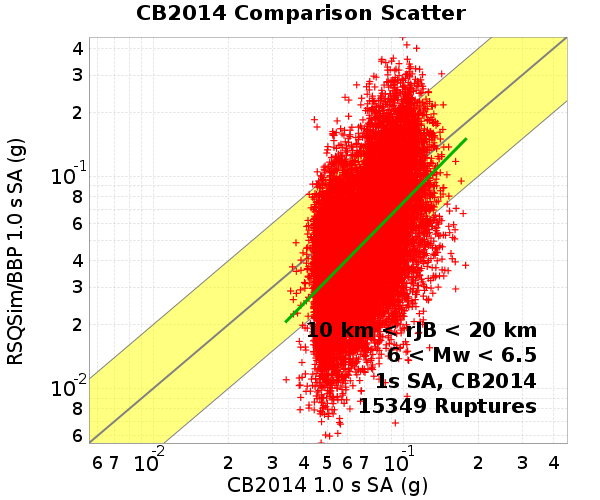 CB2014 Comparison Scatter
RSQSim/BBP 1.0 s SA (g)
4
3
2
10-1
8
6
4
3
2
10-2
8
6
10 km < rJB < 20 km
6 < Mw < 6.5
1s SA, CB2014
15349 Ruptures
6 7 10-2 2 3 4 5 6 7 10-1 2 3 4
CB2014 1.0 s SA (g)